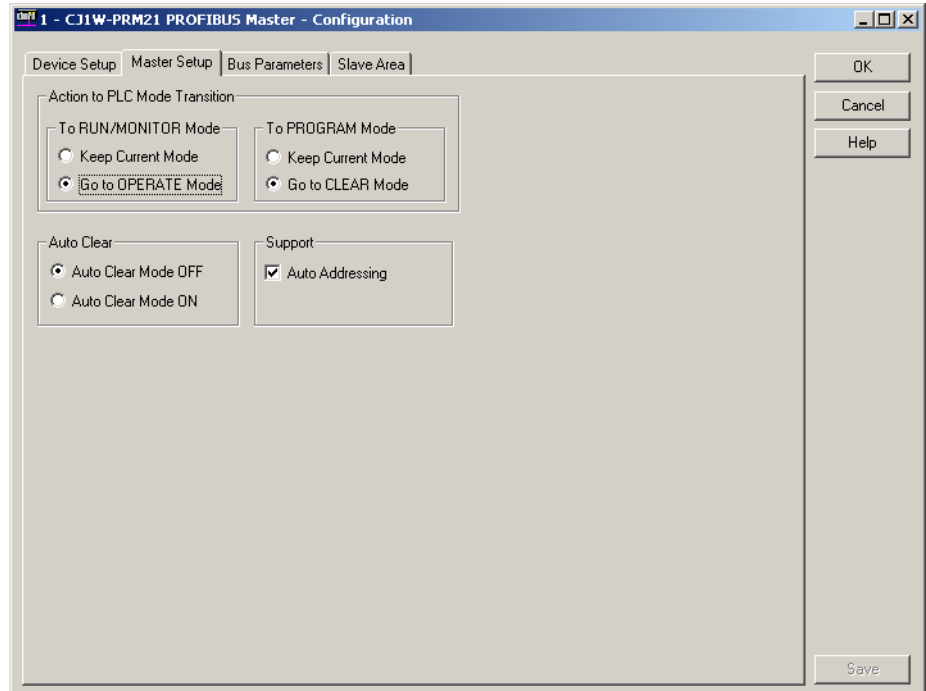 1 - CJ1W-PRM21 PROFIBUS Master - Configuration
Device Setup Master Setup Bus Parameters Slave Area
OK
Cancel
Help
Action to PLC Mode Transition
To RUN/MONITOR Mode
Keep Current Mode
Go to OPERATE Mode
To PROGRAM Mode
Keep Current Mode
Go to CLEAR Mode
Auto Clear
Auto Clear Mode OFF
Auto Clear Mode ON
Support
Auto Addressing
Save